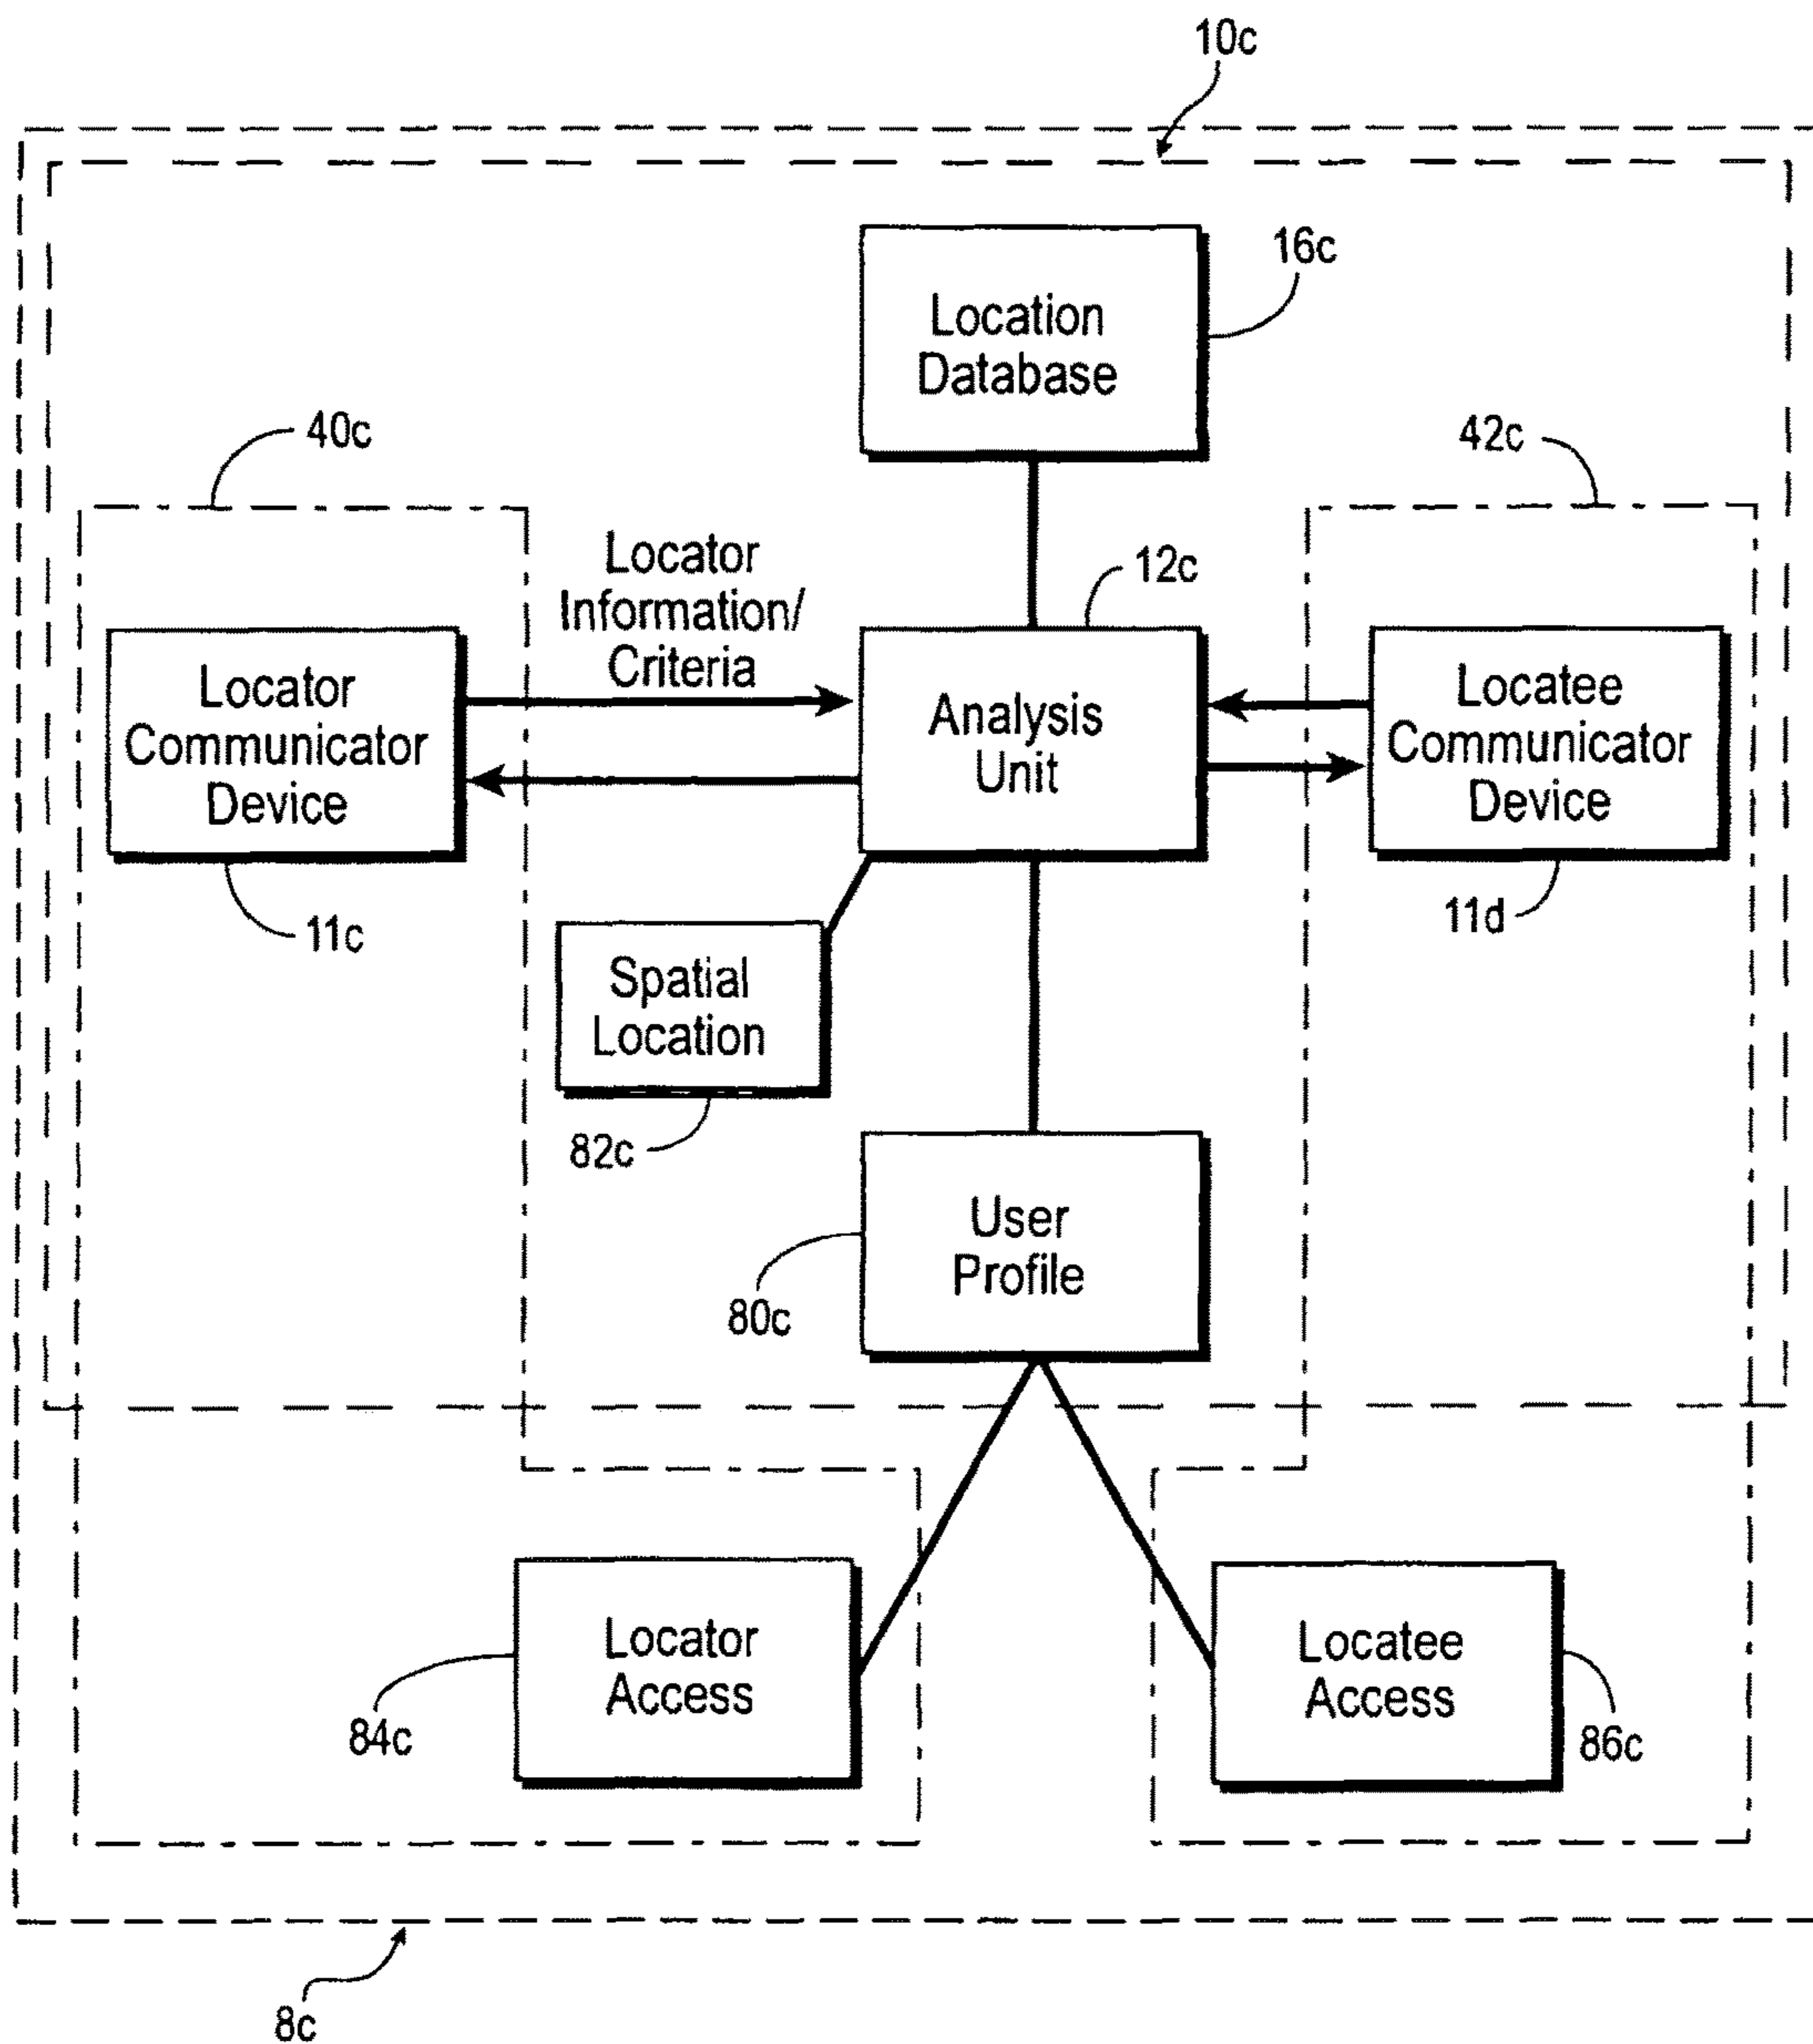 10c
16c
Location
Database
40c
42c
Locator
Information/
Criteria
12c
Locator
Communicator
Device
Analysis
Unit
Locatee
Communicator
Device
11c
11d
Spatial
Location
82c
User
Profile
80c
Locator
Access
84c
Locatee
Access
86c
8c